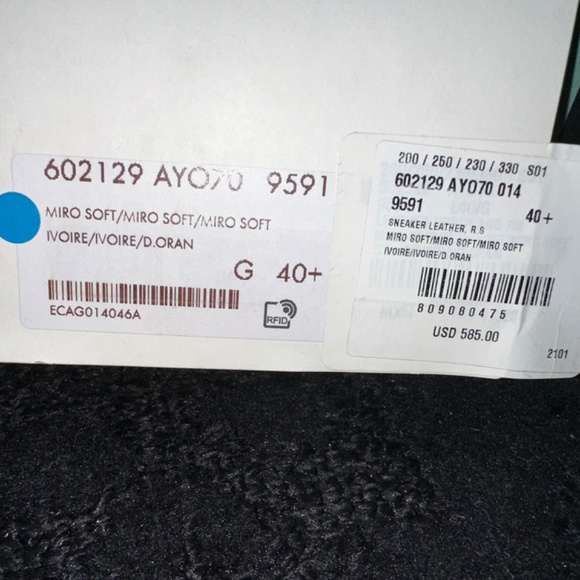 602129 AYO70 9591
MIRO SOFT/MIRO SOFT/MIRO SOFT
IVOIRE/IVOIRE/D.ORAN
G 40+
ECAG014046A
RFID
200 / 250 / 230 / 330 S01
602129 AYO70 014
9591 40+
SNEAKER LEATHER, R.S
MIRO SOFT/MIRO SOFT/MIRO SOFT
IVOIRE/IVOIRE/D.ORAN
809080475
USD 585.00
2101